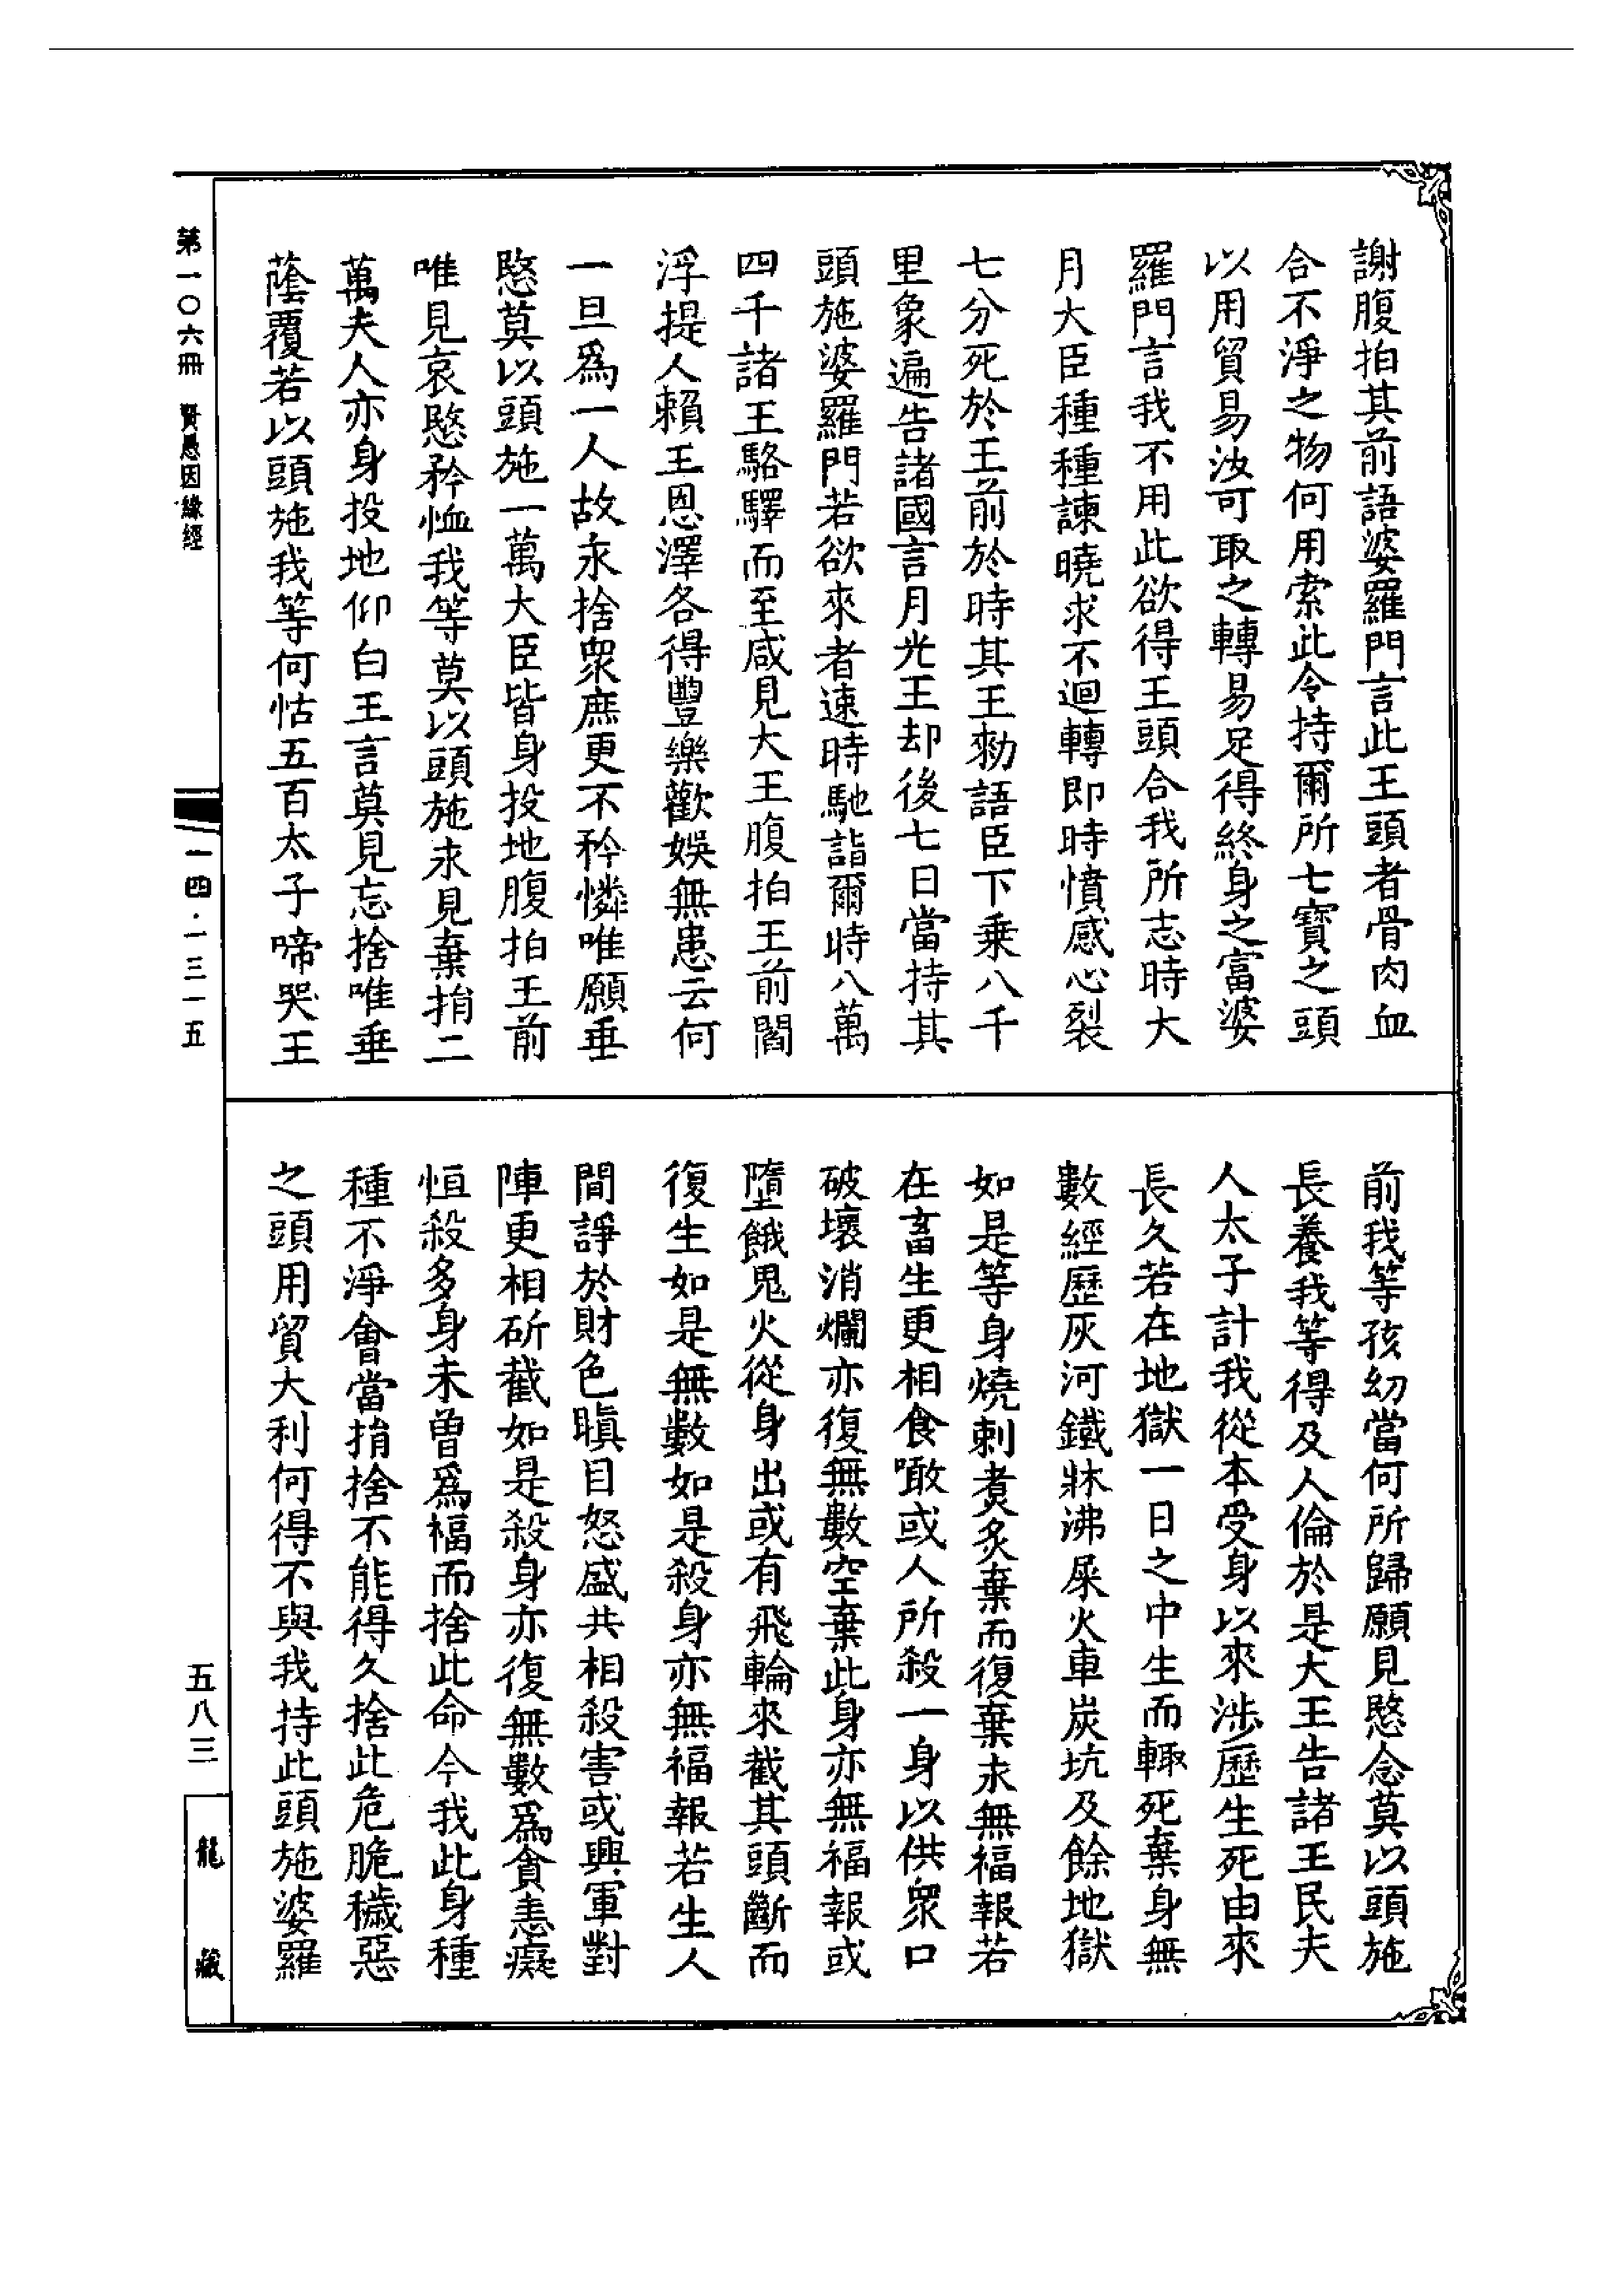 謝腹拍其前語婆羅門言此王頭者骨肉血
合不淨之物何用索此今持爾所七寶之頭
以用貿易汝可取之轉易足得終身之富婆
羅門言我不用此欲得王頭合我所志時大
月大臣種種諫曉求不迴轉即時憤感心裂
七分死於王前於時其王勑語臣下乗八千
里象遍告諸國言月光王却後七日當持其
頭施婆羅門若欲來者速時馳詣爾時八萬
四千諸王駱驛而至咸見大王腹拍王前閻
浮提人賴王恩澤各得豐樂歡娛無患云何
一旦爲一人故永捨衆庶更不矜憐唯願垂
愍莫以頭施一萬大臣皆身投地腹拍王前
唯見哀愍矜恤我等莫以頭施永見棄捐二
萬夫人亦身投地仰白王言莫見忘捨唯垂
蔭覆若以頭施我等何怙五百太子啼哭王
前我等孩幼當何所歸願見愍念莫以頭施
長養我等得及人倫於是大王告諸王民夫
人太子計我從本受身以來涉歷生死由來
長久若在地獄一日之中生而輙死棄身無
數經歷灰河鐵牀沸屎火車炭坑及餘地獄
如是等身燒刺煑炙棄而復棄永無福報若
在畜生更相食噉或人所殺一身以供衆口
破壞消爛亦復無數空棄此身亦無福報或
墮餓鬼火從身出或有飛輪來截其頭斷而
復生如是無數如是殺身亦無福報若生人
間諍於財色瞋目怒盛共相殺害或興軍對
陣更相斫截如是殺身亦復無數爲貪恚癡
恒殺多身未曾爲福而捨此命今我此身種
種不淨會當捐捨不能得久捨此危脆穢惡
之頭用貿大利何得不與我持此頭施婆羅
第一〇六冊 賢愚因緣經
一四·一三一五
五八三
龍藏